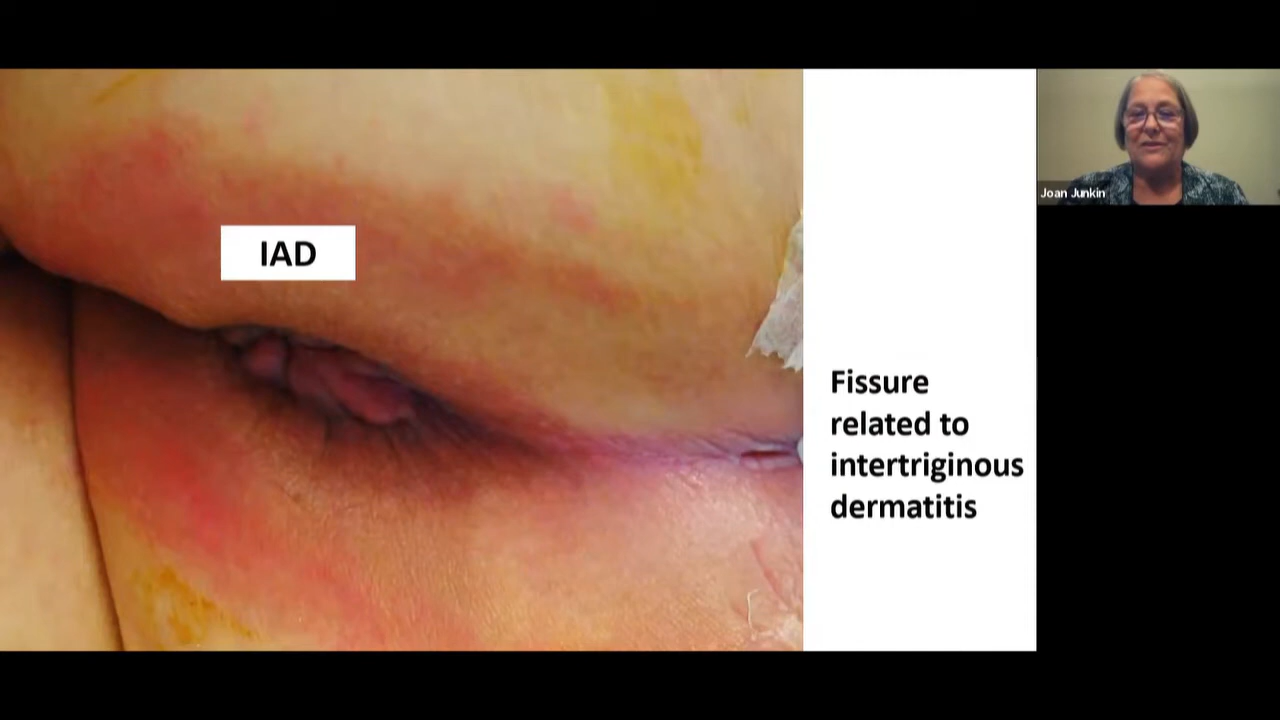 IAD
Fissure
related to
intertriginous
dermatitis
Joan Junkin